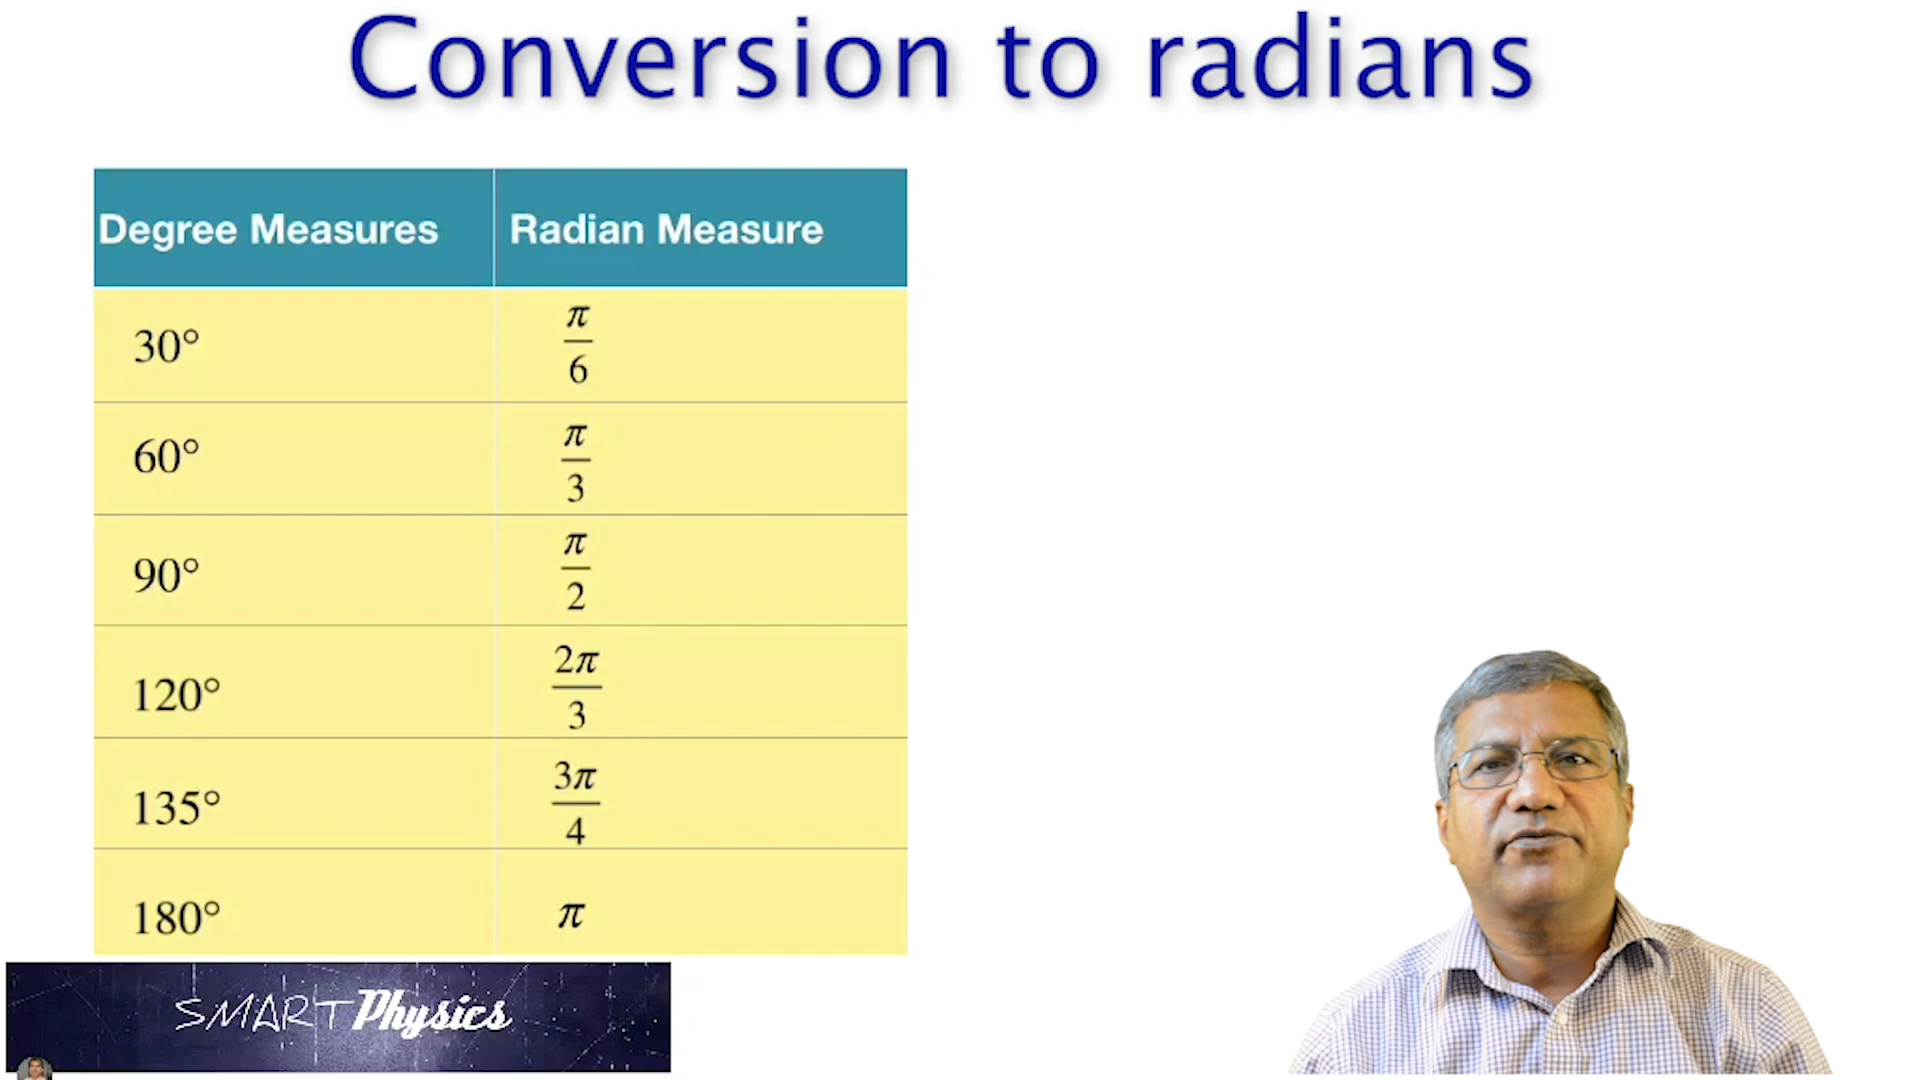 Conversion to radians
Degree Measures Radian Measure
30° π/6
60° π/3
90° π/2
120° 2π/3
135° 3π/4
180° π
SMART Physics